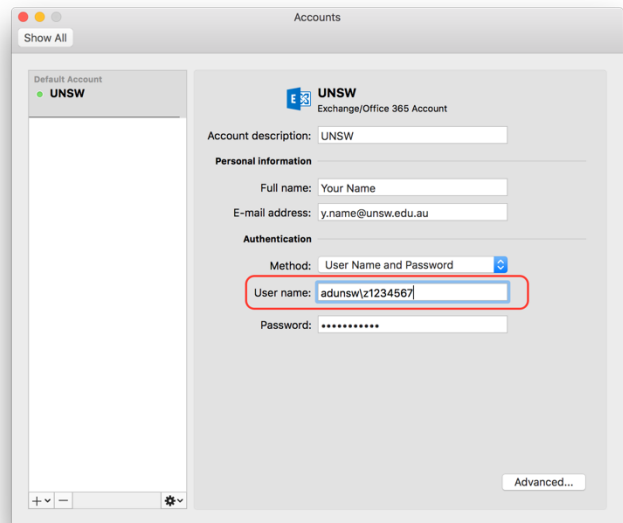 Accounts
Show All
Default Account
UNSW
UNSW
Exchange/Office 365 Account
Account description: UNSW
Personal information
Full name: Your Name
E-mail address: y.name@unsw.edu.au
Authentication
Method: User Name and Password
User name: adunsw\z1234567
Password: •••••••••••
Advanced...